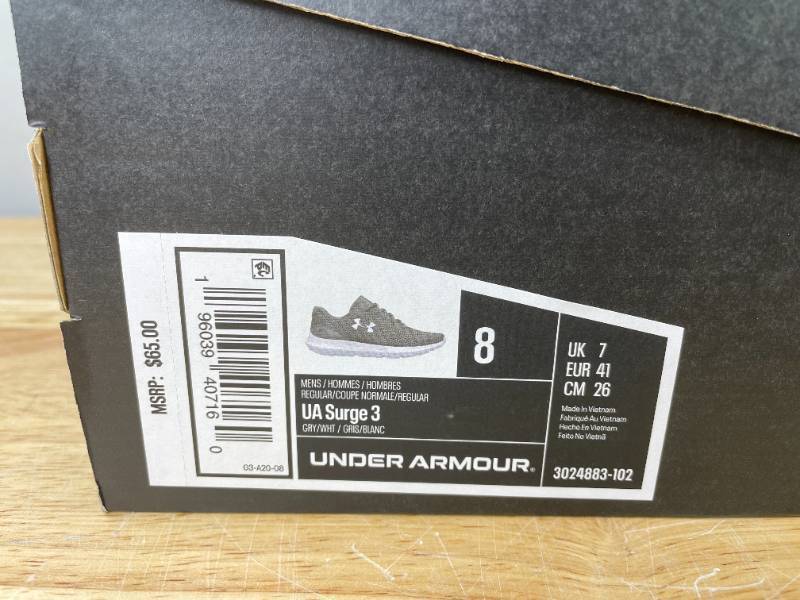 MSRP: $65.00
1 96039 40716 0
03-A20-08
MENS / HOMMES / HOMBRES
REGULAR/COUPE NORMALE/REGULAR
UA Surge 3
GRY/WHT / GRIS/BLANC
UNDER ARMOUR®
8
UK 7
EUR 41
CM 26
Made in Vietnam
Fabriqué Au Vietnam
Hecho En Vietnam
Feito No Vietnã
3024883-102